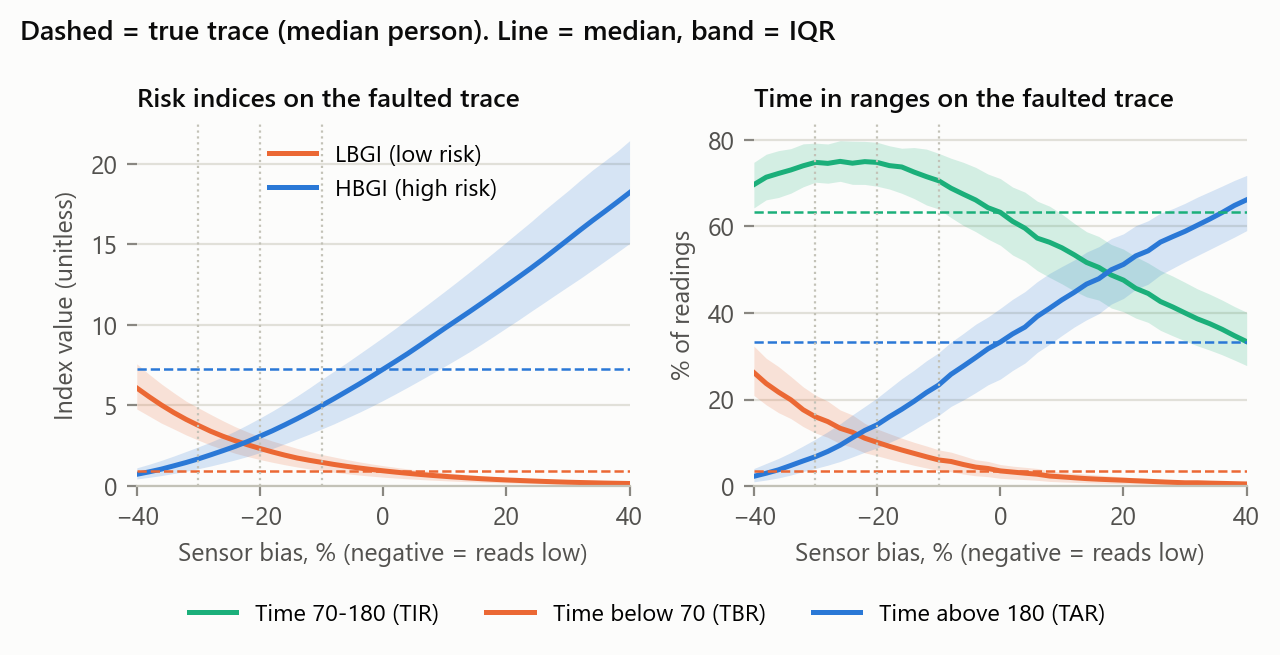 Dashed = true trace (median person). Line = median, band = IQR
Risk indices on the faulted trace
Index value (unitless)
20
15
10
5
0
LBGI (low risk)
HBGI (high risk)
−40
−20
0
20
40
Sensor bias, % (negative = reads low)
Time in ranges on the faulted trace
% of readings
80
60
40
20
0
−40
−20
0
20
40
Sensor bias, % (negative = reads low)
Time 70-180 (TIR)
Time below 70 (TBR)
Time above 180 (TAR)